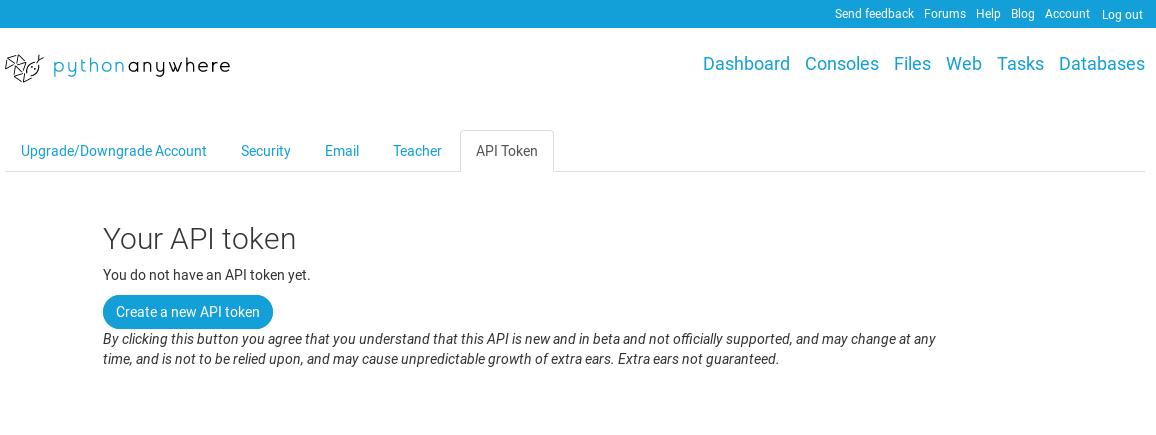 Send feedback Forums Help Blog Account Log out
pythonanywhere
Dashboard Consoles Files Web Tasks Databases
Upgrade/Downgrade Account Security Email Teacher API Token
Your API token
You do not have an API token yet.
Create a new API token
By clicking this button you agree that you understand that this API is new and in beta and not officially supported, and may change at any
time, and is not to be relied upon, and may cause unpredictable growth of extra ears. Extra ears not guaranteed.